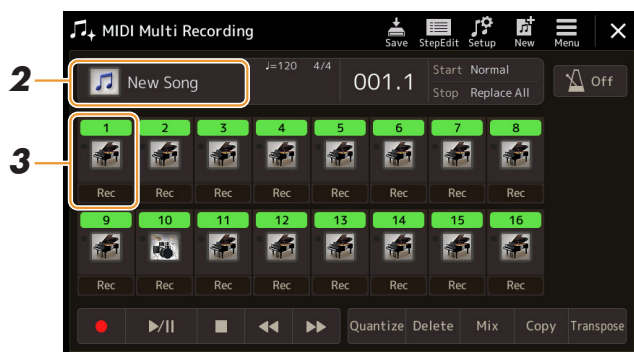 MIDI Multi Recording
Save StepEdit Setup New Menu
2 New Song ♩=120 4/4 001.1 Start Normal Off
Stop Replace All
3
1 2 3 4 5 6 7 8
Rec Rec Rec Rec Rec Rec Rec Rec
9 10 11 12 13 14 15 16
Rec Rec Rec Rec Rec Rec Rec Rec
Quantize Delete Mix Copy Transpose